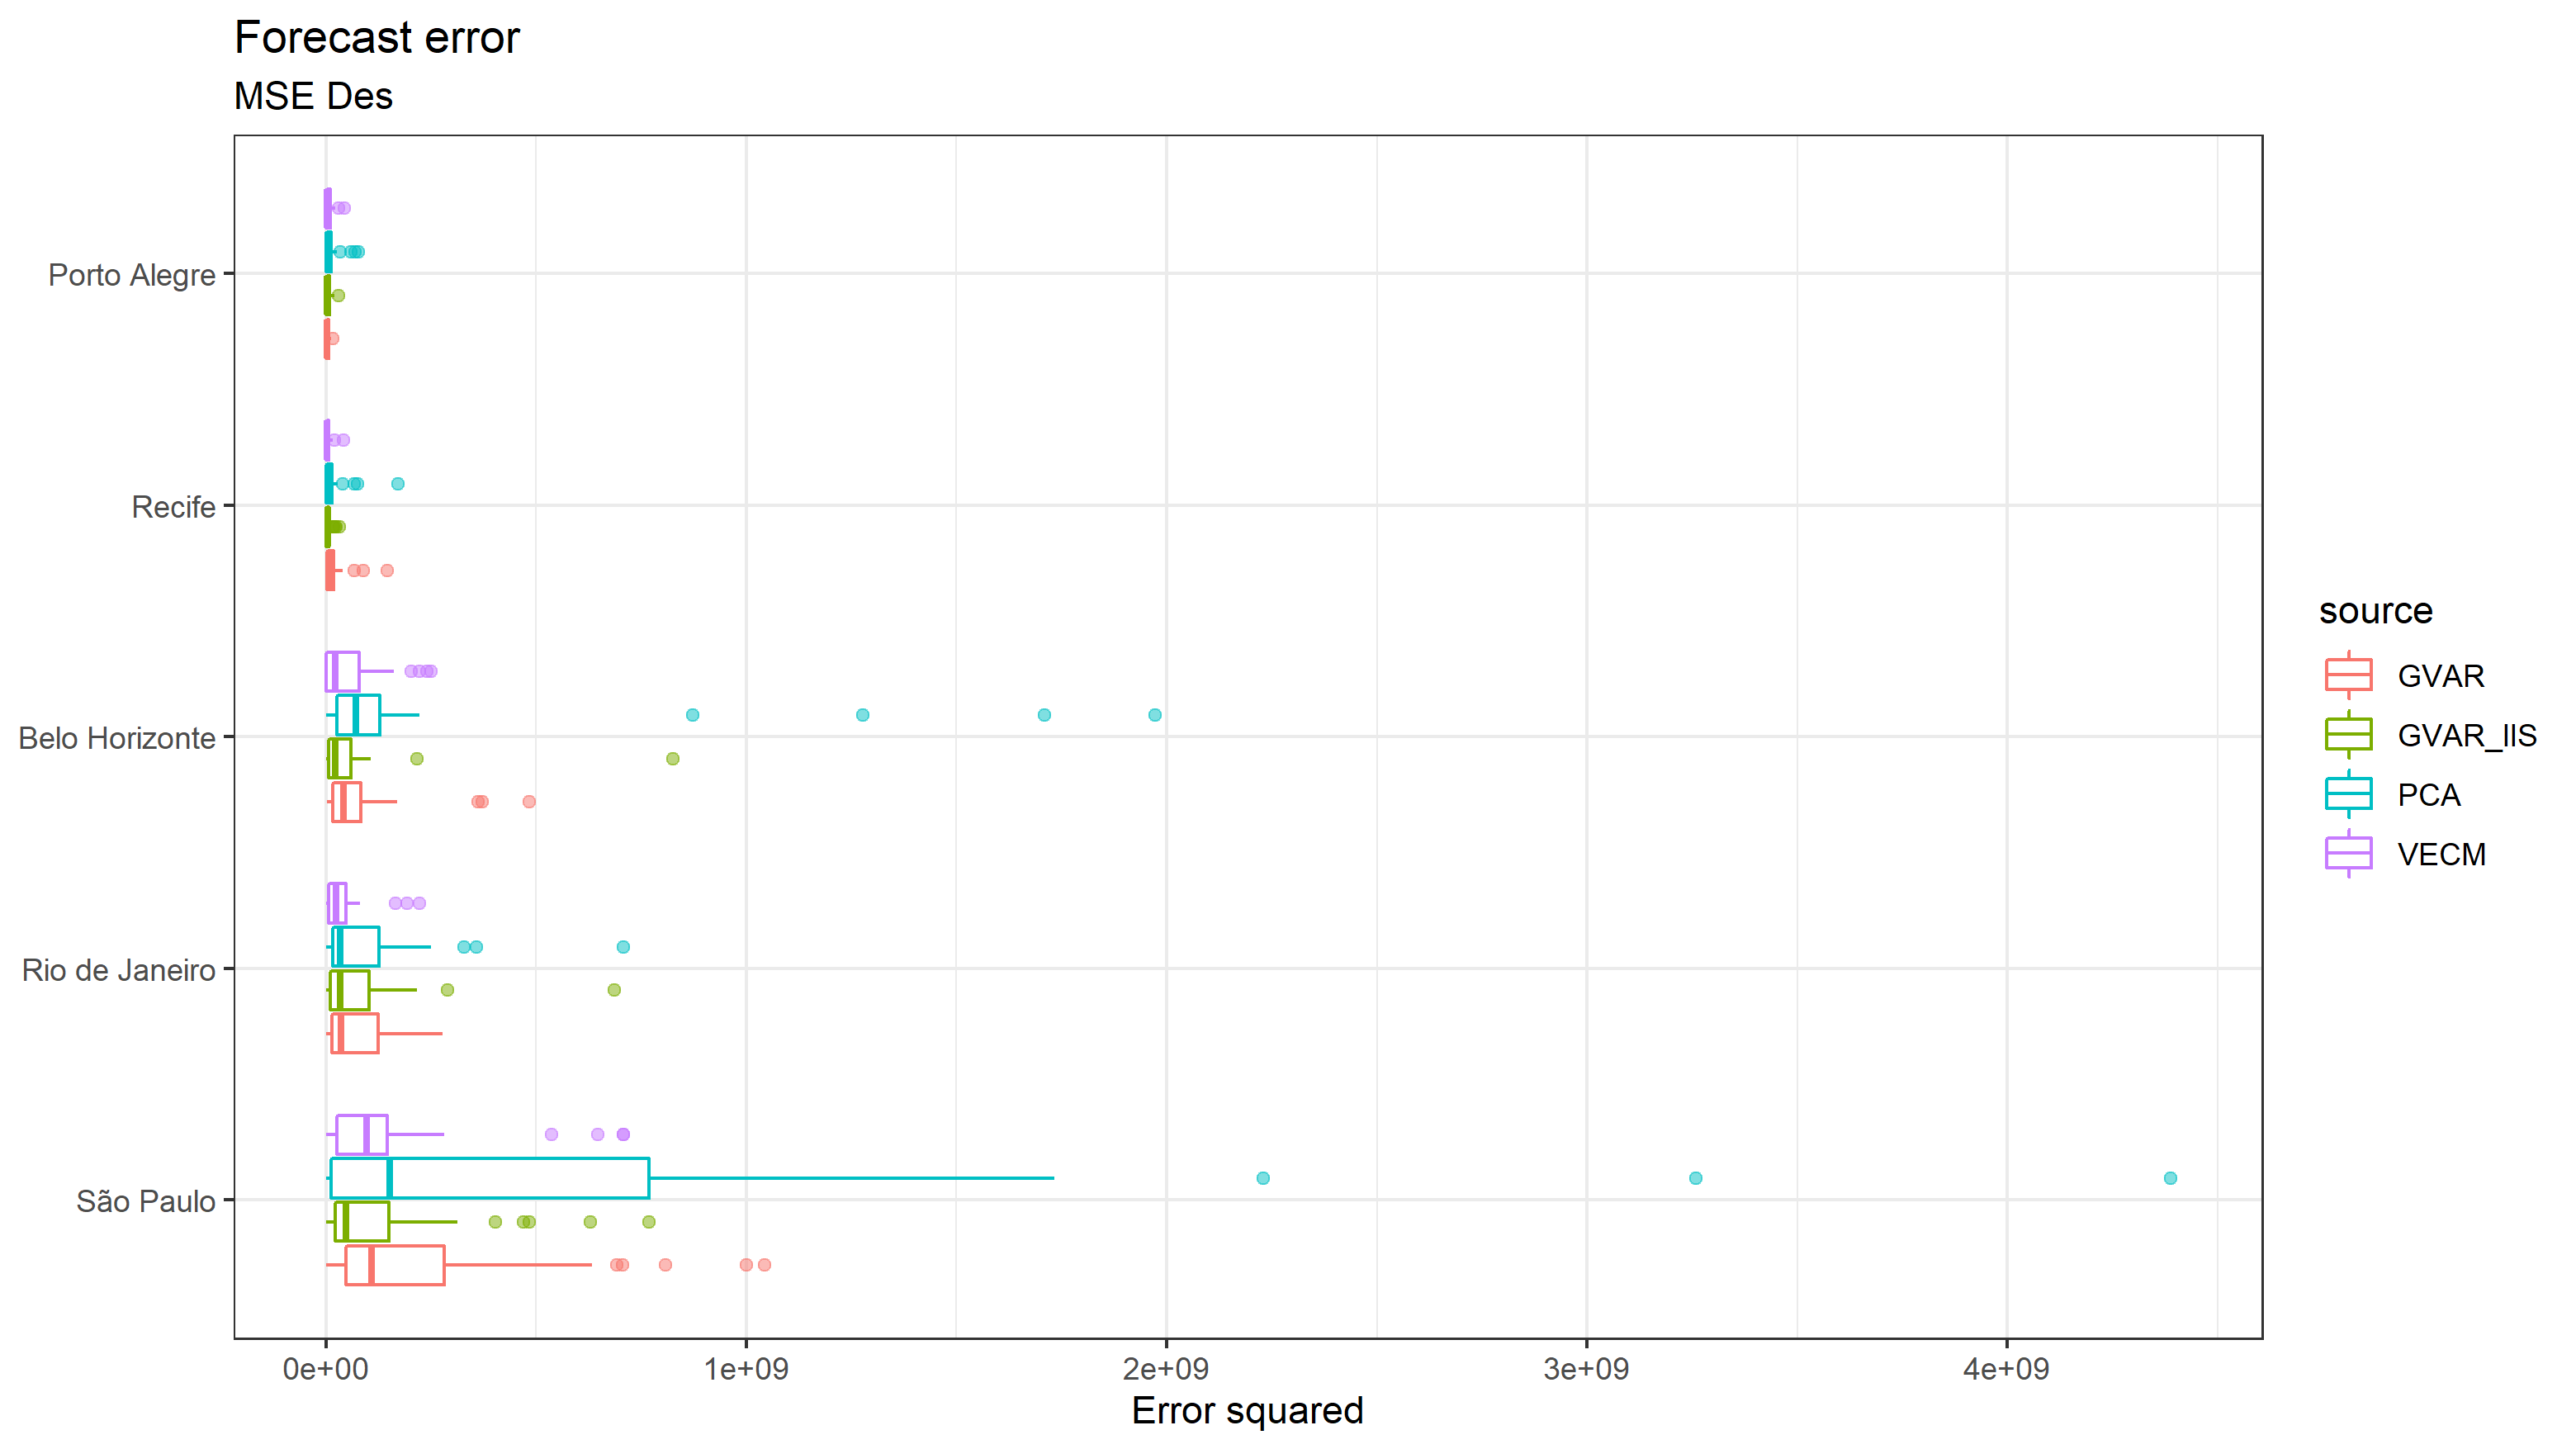 Forecast error
MSE Des
Porto Alegre
Recife
Belo Horizonte
Rio de Janeiro
São Paulo
0e+00
1e+09
2e+09
3e+09
4e+09
Error squared
source
GVAR
GVAR_IIS
PCA
VECM